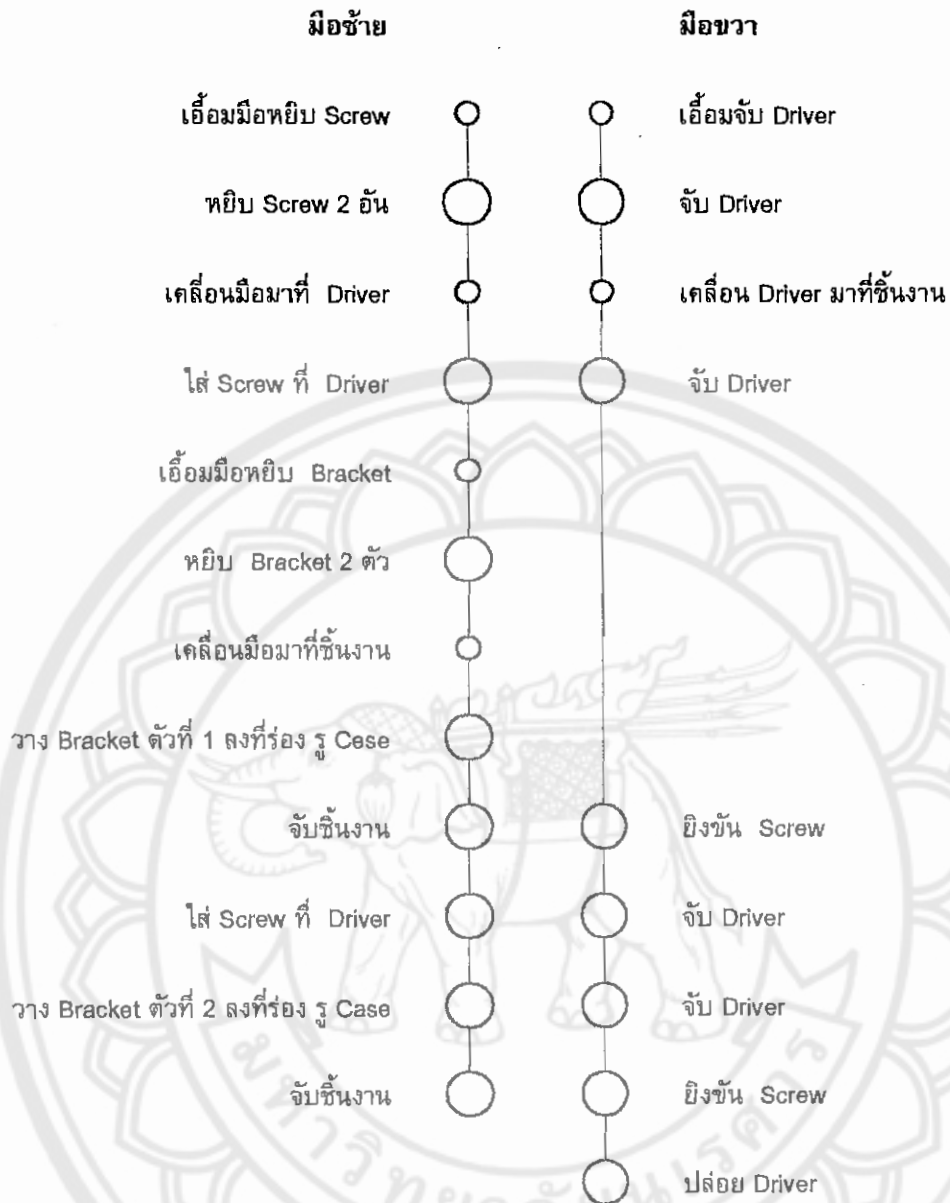 มือซ้าย มือขวา
เอื้อมมือหยิบ Screw เอื้อมจับ Driver
หยิบ Screw 2 อัน จับ Driver
เคลื่อนมือมาที่ Driver เคลื่อน Driver มาที่ชิ้นงาน
ใส่ Screw ที่ Driver จับ Driver
เอื้อมมือหยิบ Bracket
หยิบ Bracket 2 ตัว
เคลื่อนมือมาที่ชิ้นงาน
วาง Bracket ตัวที่ 1 ลงที่ร่อง รู Cese
จับชิ้นงาน ยิงขัน Screw
ใส่ Screw ที่ Driver จับ Driver
วาง Bracket ตัวที่ 2 ลงที่ร่อง รู Case จับ Driver
จับชิ้นงาน ยิงขัน Screw
ปล่อย Driver